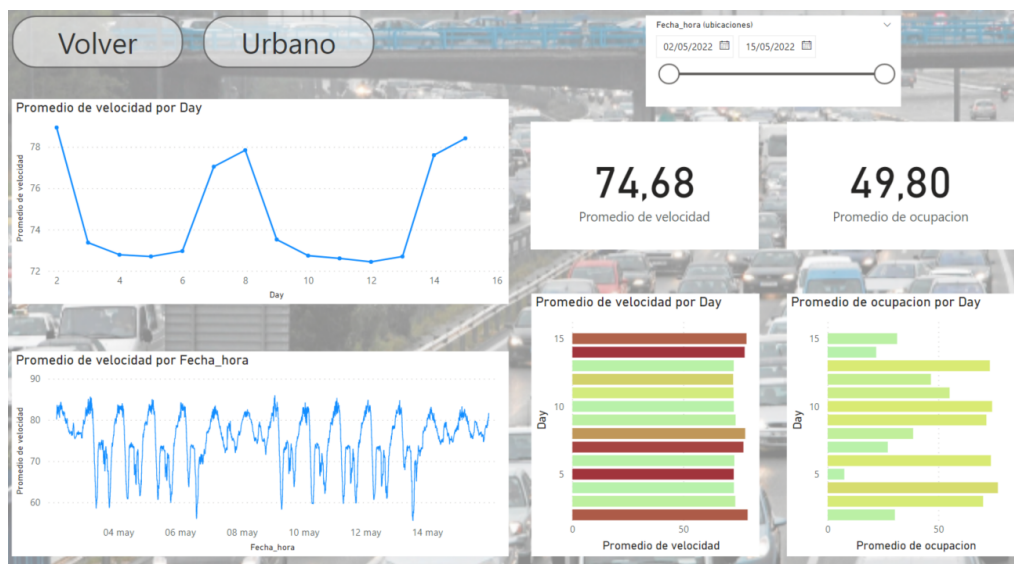 Volver
Urbano
Fecha_hora (ubicaciones)
02/05/2022
15/05/2022
Promedio de velocidad por Day
Promedio de velocidad
78
76
74
72
2
4
6
8
10
12
14
16
Day
74,68
Promedio de velocidad
49,80
Promedio de ocupacion
Promedio de velocidad por Fecha_hora
Promedio de velocidad
90
80
70
60
04 may
06 may
08 may
10 may
12 may
14 may
Fecha_hora
Promedio de velocidad por Day
Day
15
10
5
0
50
Promedio de velocidad
Promedio de ocupacion por Day
Day
15
10
5
0
50
Promedio de ocupacion